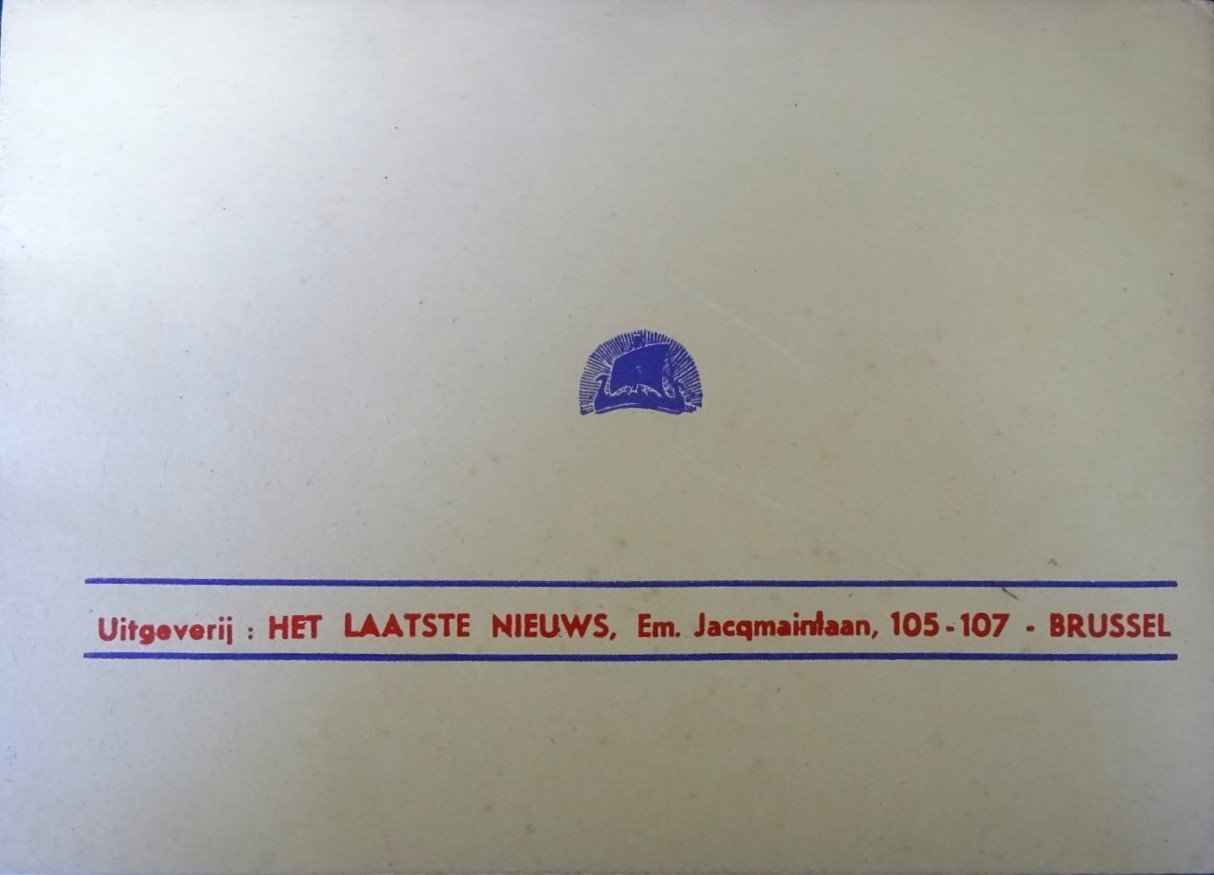 Uitgeverij : HET LAATSTE NIEUWS, Em. Jacqmainlaan, 105-107 - BRUSSEL